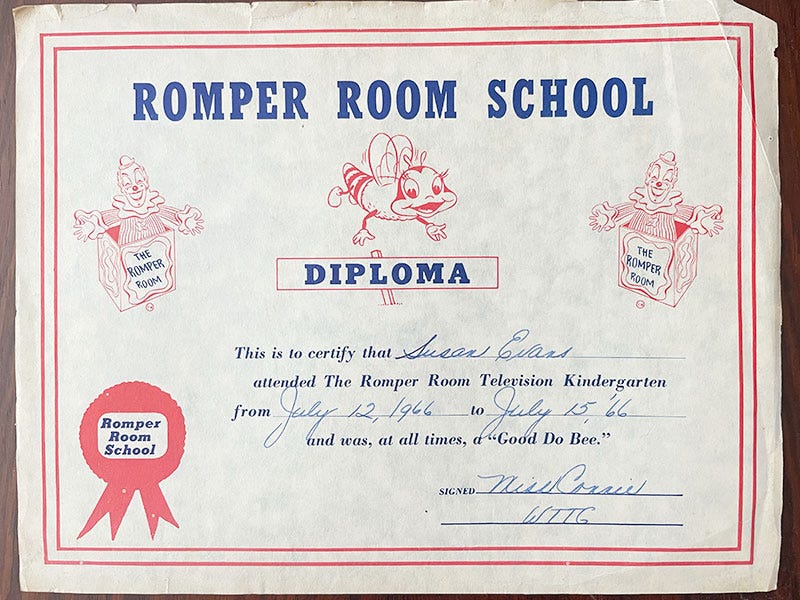 ROMPER ROOM SCHOOL
THE
ROMPER
ROOM
THE
ROMPER
ROOM
DIPLOMA
This is to certify that Susan Evans
attended The Romper Room Television Kindergarten
from July 12, 1966 to July 15, '66
and was, at all times, a "Good Do Bee."
Romper
Room
School
SIGNED Miss Connie
WTTG